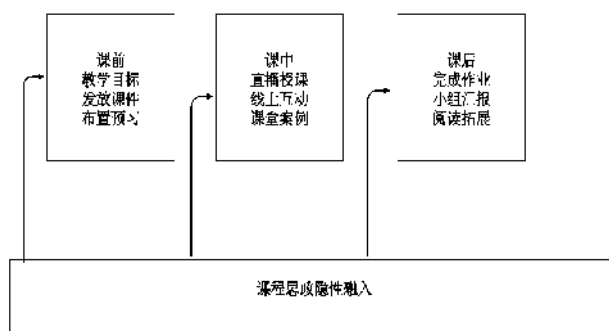 课前
教学目标
发放课件
布置预习
课中
直播授课
线上互动
课堂案例
课后
完成作业
小组汇报
阅读拓展
课程思政隐性融入